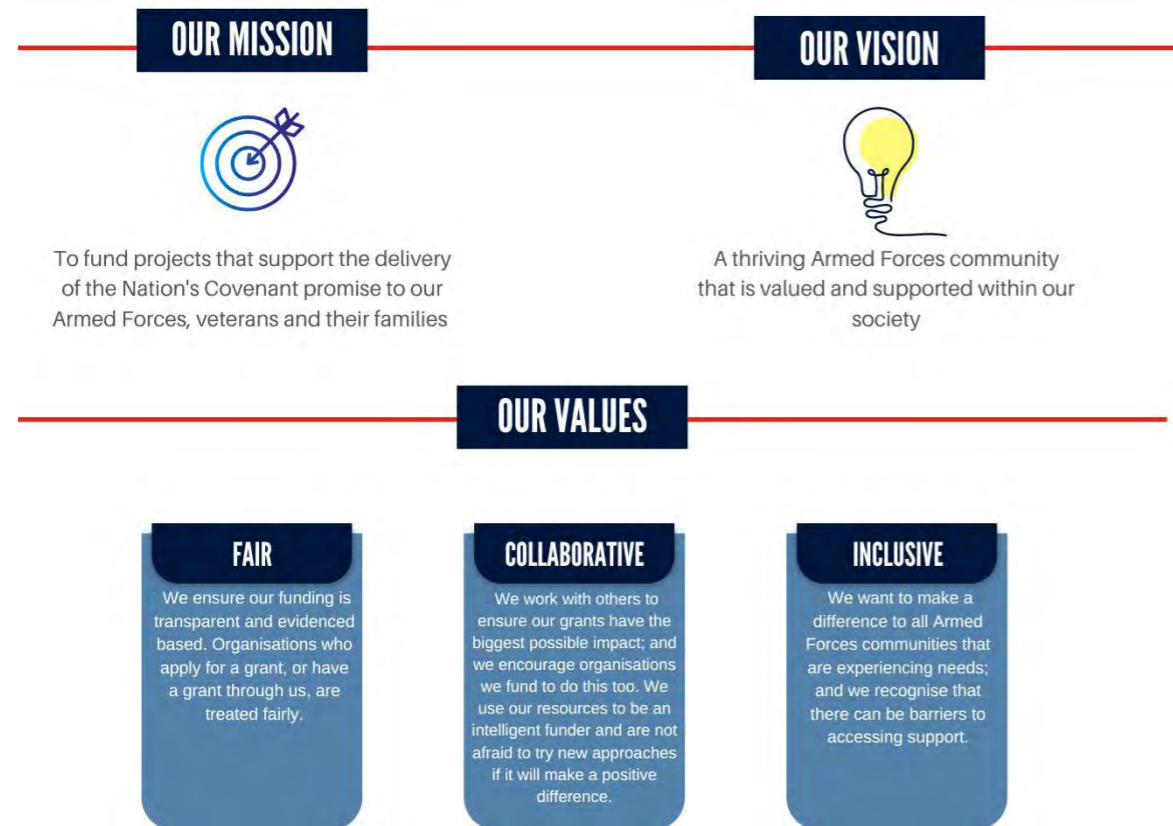 OUR MISSION
To fund projects that support the delivery
of the Nation's Covenant promise to our
Armed Forces, veterans and their families
OUR VISION
A thriving Armed Forces community
that is valued and supported within our
society
OUR VALUES
FAIR
We ensure our funding is
transparent and evidenced
based. Organisations who
apply for a grant, or have
a grant through us, are
treated fairly.
COLLABORATIVE
We work with others to
ensure our grants have the
biggest possible impact; and
we encourage organisations
we fund to do this too. We
use our resources to be an
intelligent funder and are not
afraid to try new approaches
if it will make a positive
difference.
INCLUSIVE
We want to make a
difference to all Armed
Forces communities that
are experiencing needs;
and we recognise that
there can be barriers to
accessing support.